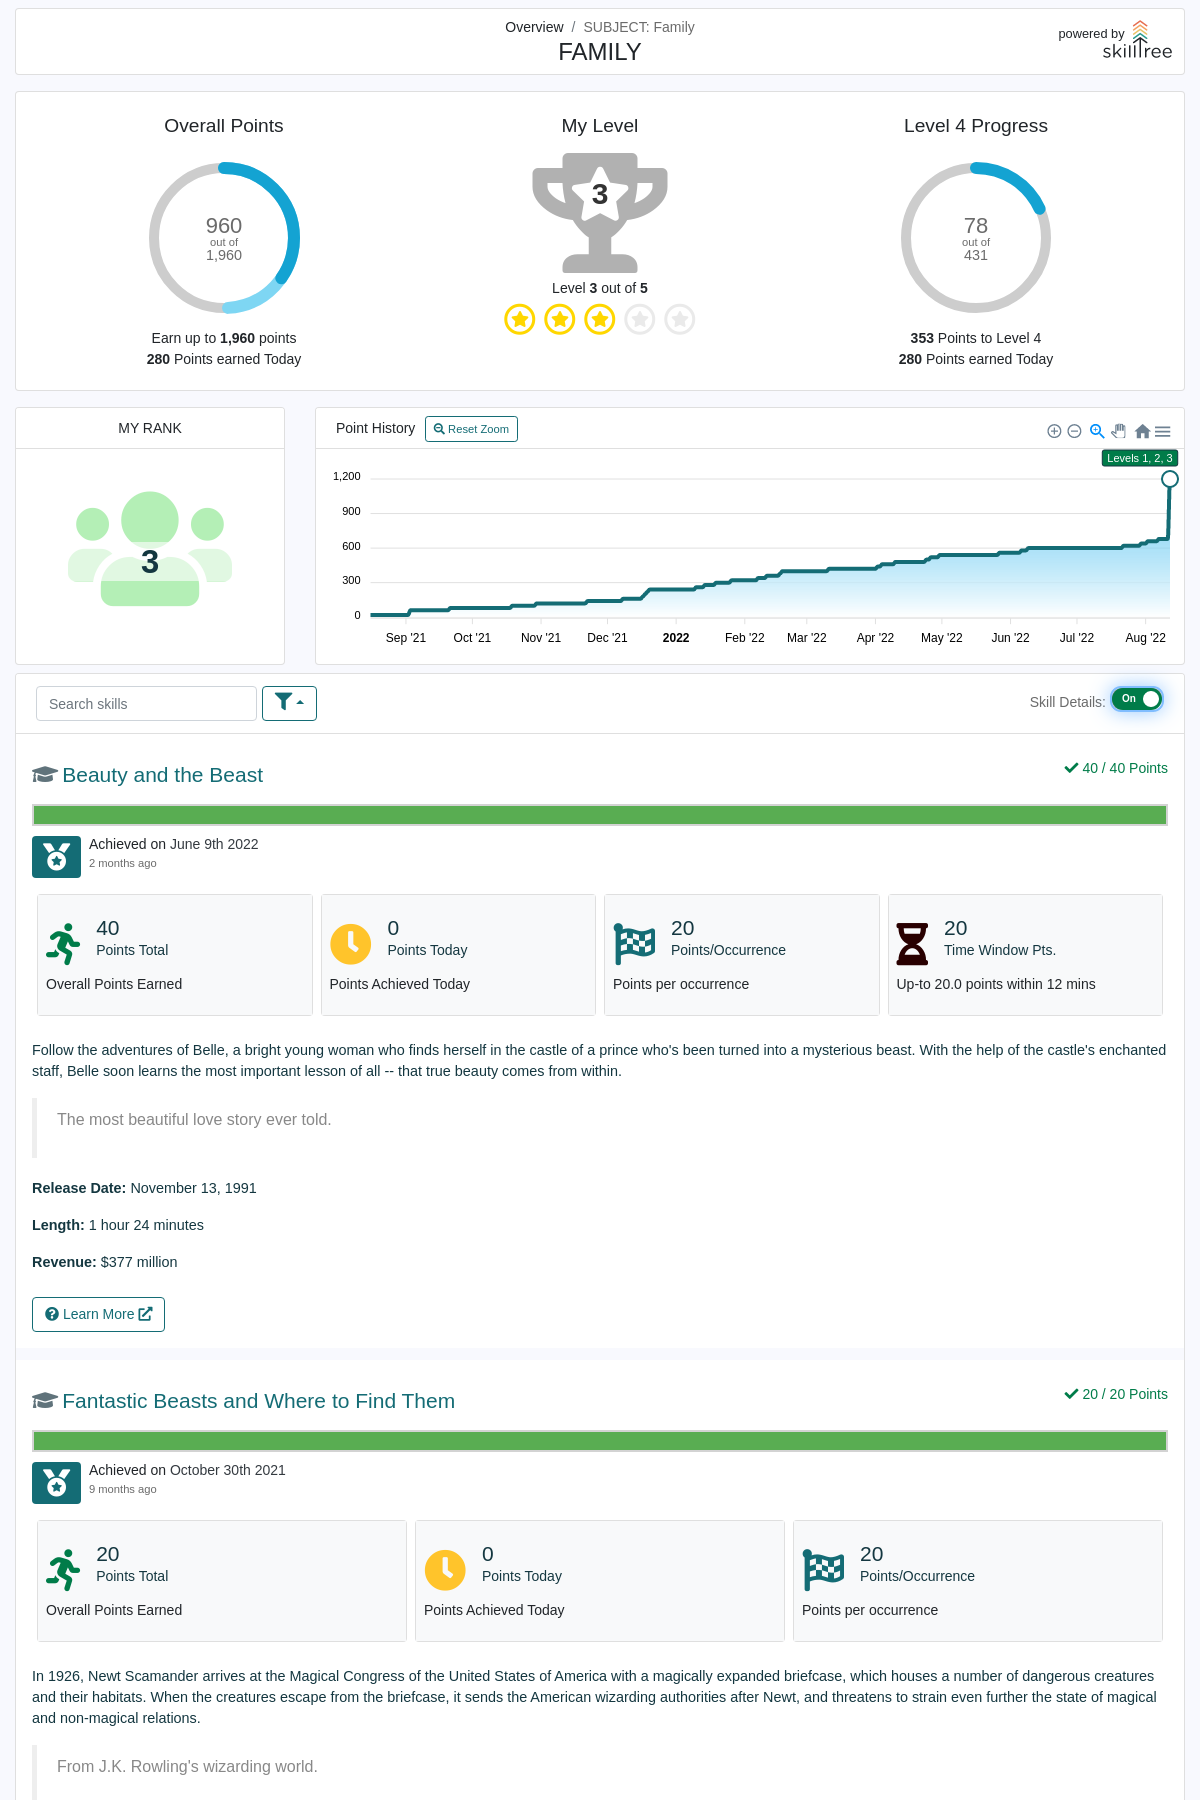 Overview / SUBJECT: Family
FAMILY
powered by
skilltree
Overall Points
960
out of
1,960
Earn up to 1,960 points
280 Points earned Today
My Level
3
Level 3 out of 5
Level 4 Progress
78
out of
431
353 Points to Level 4
280 Points earned Today
MY RANK
3
Point History
Reset Zoom
Levels 1, 2, 3
1,200
900
600
300
0
Sep '21 Oct '21 Nov '21 Dec '21 2022 Feb '22 Mar '22 Apr '22 May '22 Jun '22 Jul '22 Aug '22
Search skills
Skill Details: On
Beauty and the Beast
40 / 40 Points
Achieved on June 9th 2022
2 months ago
40
Points Total
Overall Points Earned
0
Points Today
Points Achieved Today
20
Points/Occurrence
Points per occurrence
20
Time Window Pts.
Up-to 20.0 points within 12 mins
Follow the adventures of Belle, a bright young woman who finds herself in the castle of a prince who's been turned into a mysterious beast. With the help of the castle's enchanted
staff, Belle soon learns the most important lesson of all -- that true beauty comes from within.
The most beautiful love story ever told.
Release Date: November 13, 1991
Length: 1 hour 24 minutes
Revenue: $377 million
Learn More
Fantastic Beasts and Where to Find Them
20 / 20 Points
Achieved on October 30th 2021
9 months ago
20
Points Total
Overall Points Earned
0
Points Today
Points Achieved Today
20
Points/Occurrence
Points per occurrence
In 1926, Newt Scamander arrives at the Magical Congress of the United States of America with a magically expanded briefcase, which houses a number of dangerous creatures
and their habitats. When the creatures escape from the briefcase, it sends the American wizarding authorities after Newt, and threatens to strain even further the state of magical
and non-magical relations.
From J.K. Rowling's wizarding world.